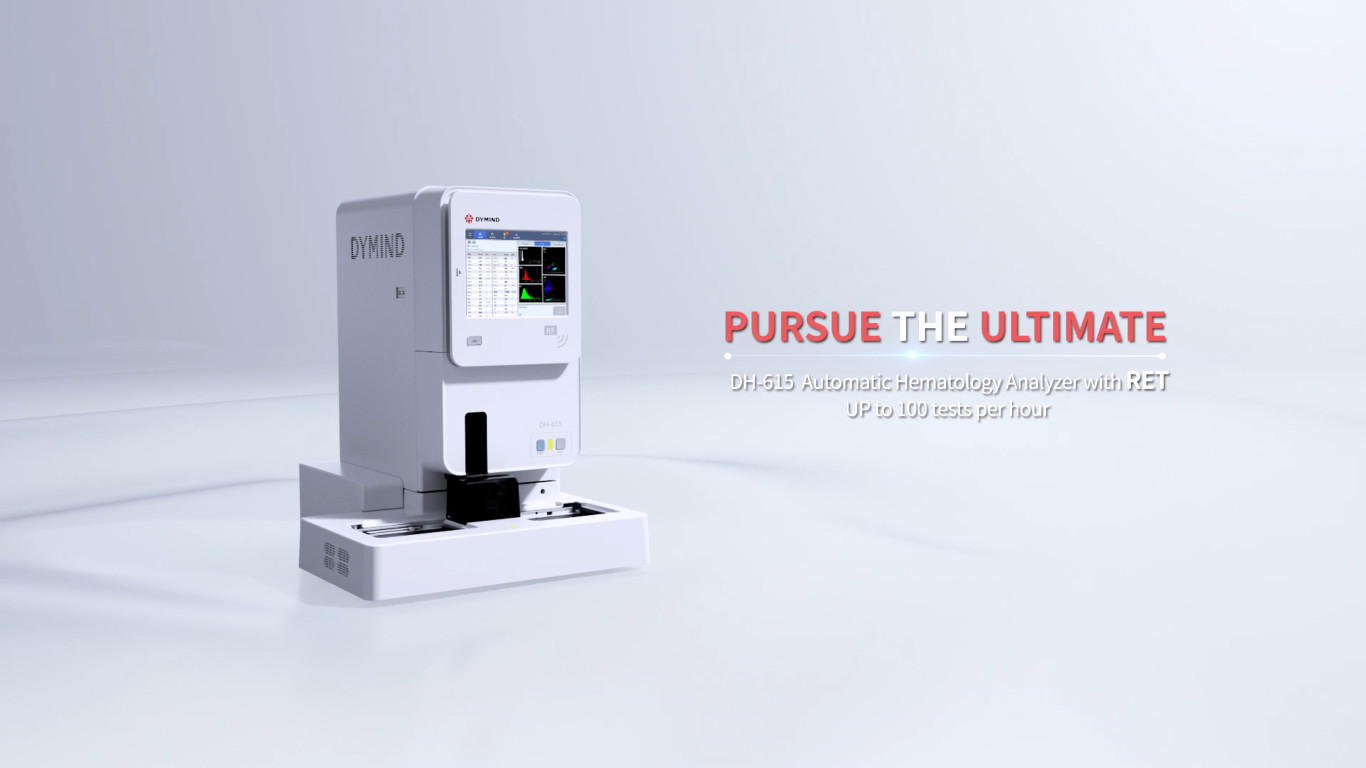 DYMIND
DYMIND
DH-615
PURSUE THE ULTIMATE
DH-615 Automatic Hematology Analyzer with RET
UP to 100 tests per hour